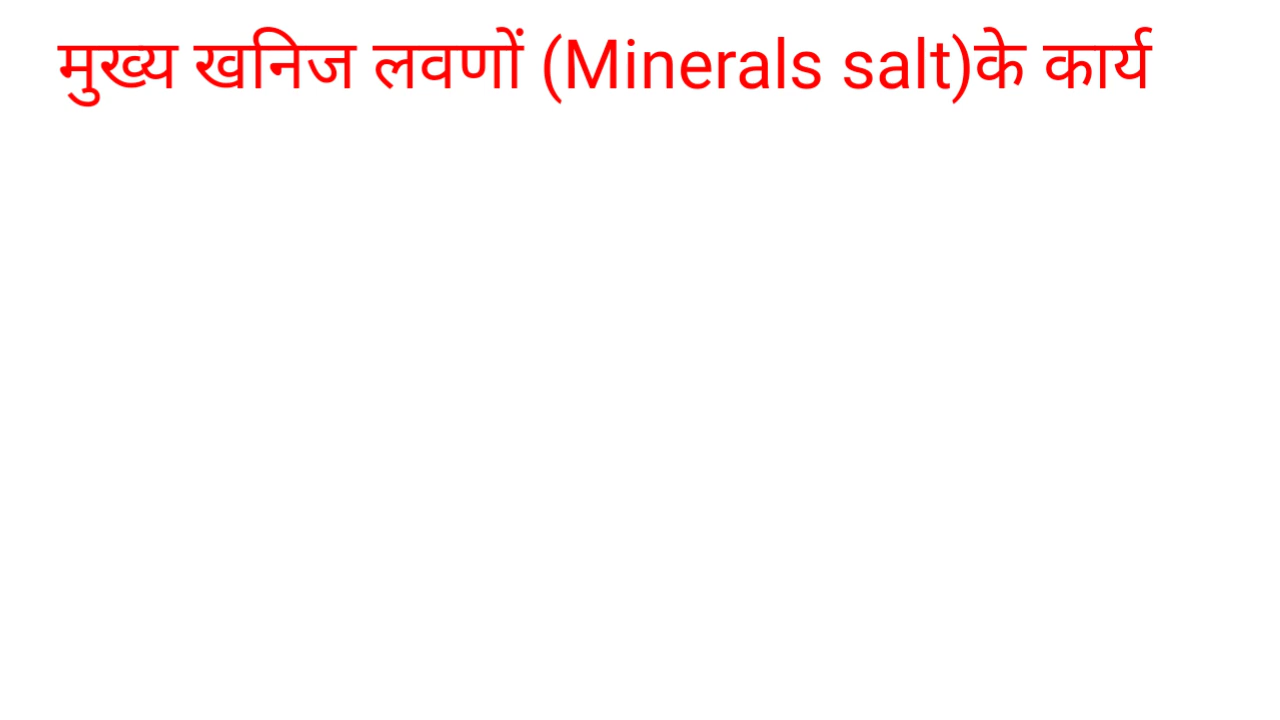 मुख्य खनिज लवणों (Minerals salt)के कार्य